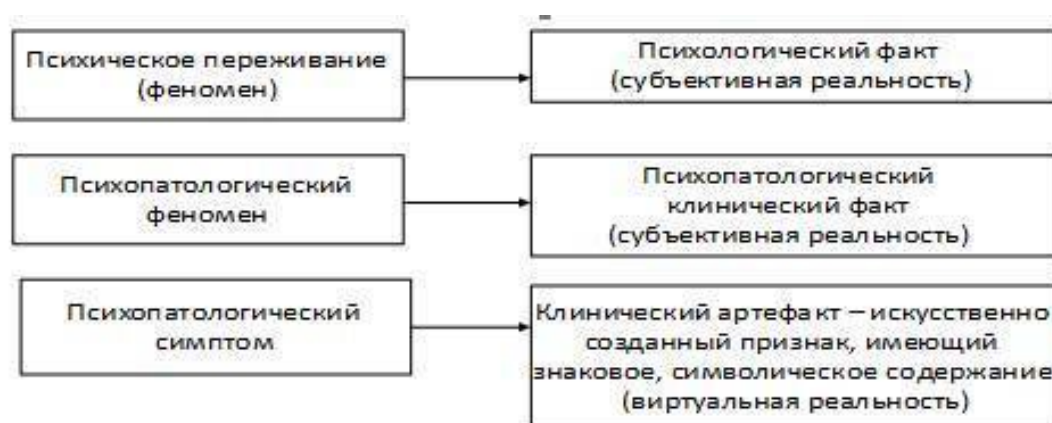 Психическое переживание
(феномен)
Психологический факт
(субъективная реальность)
Психопатологический
феномен
Психопатологический
клинический факт
(субъективная реальность)
Психопатологический
симптом
Клинический артефакт – искусственно
созданный признак, имеющий
знаковое, символическое содержание
(виртуальная реальность)